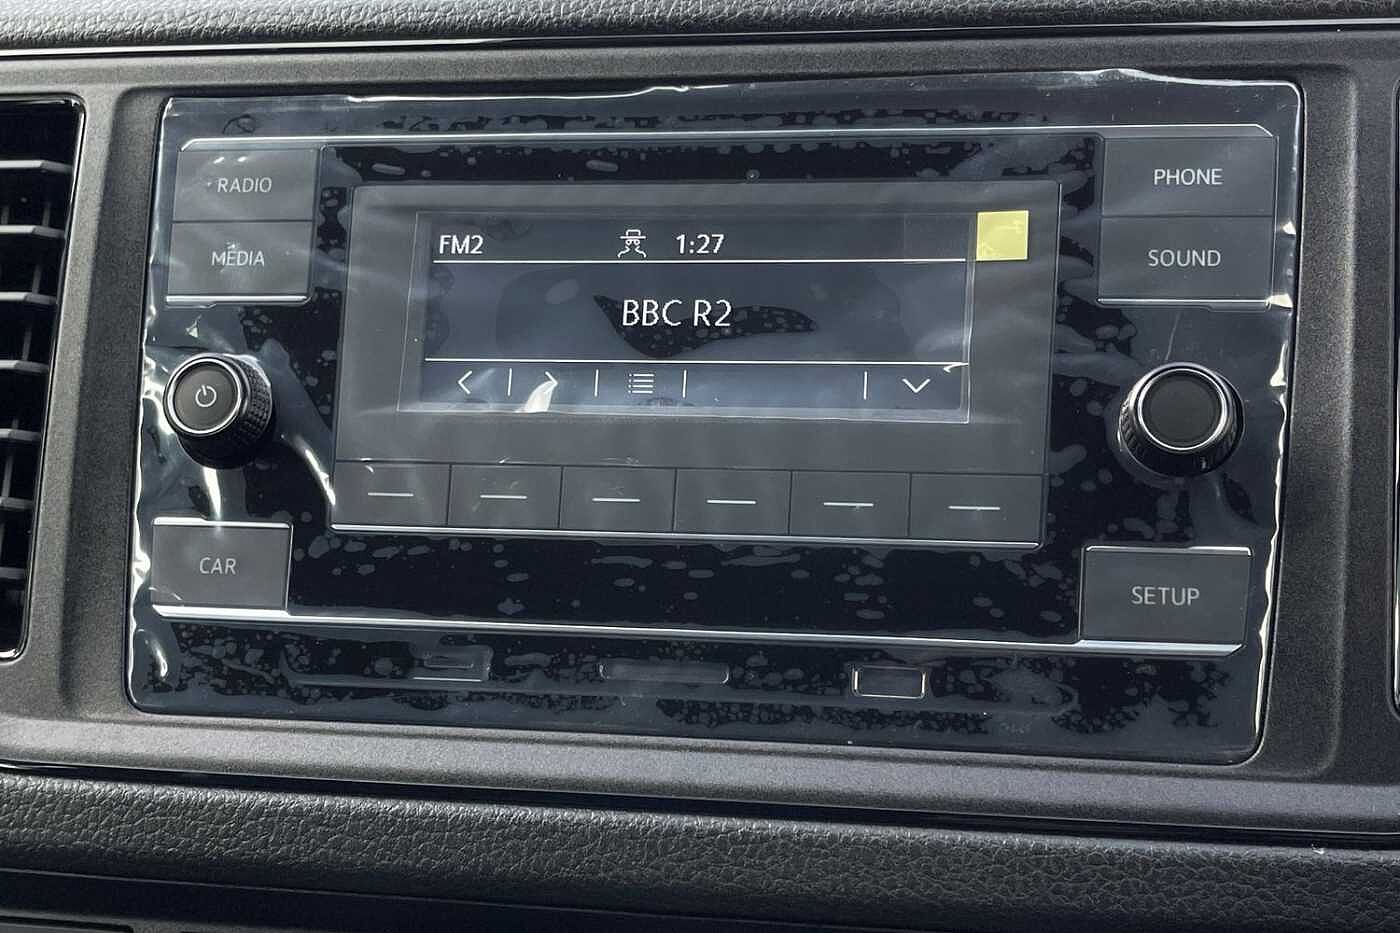 RADIO
PHONE
MEDIA
SOUND
FM2 1:27
BBC R2
CAR
SETUP